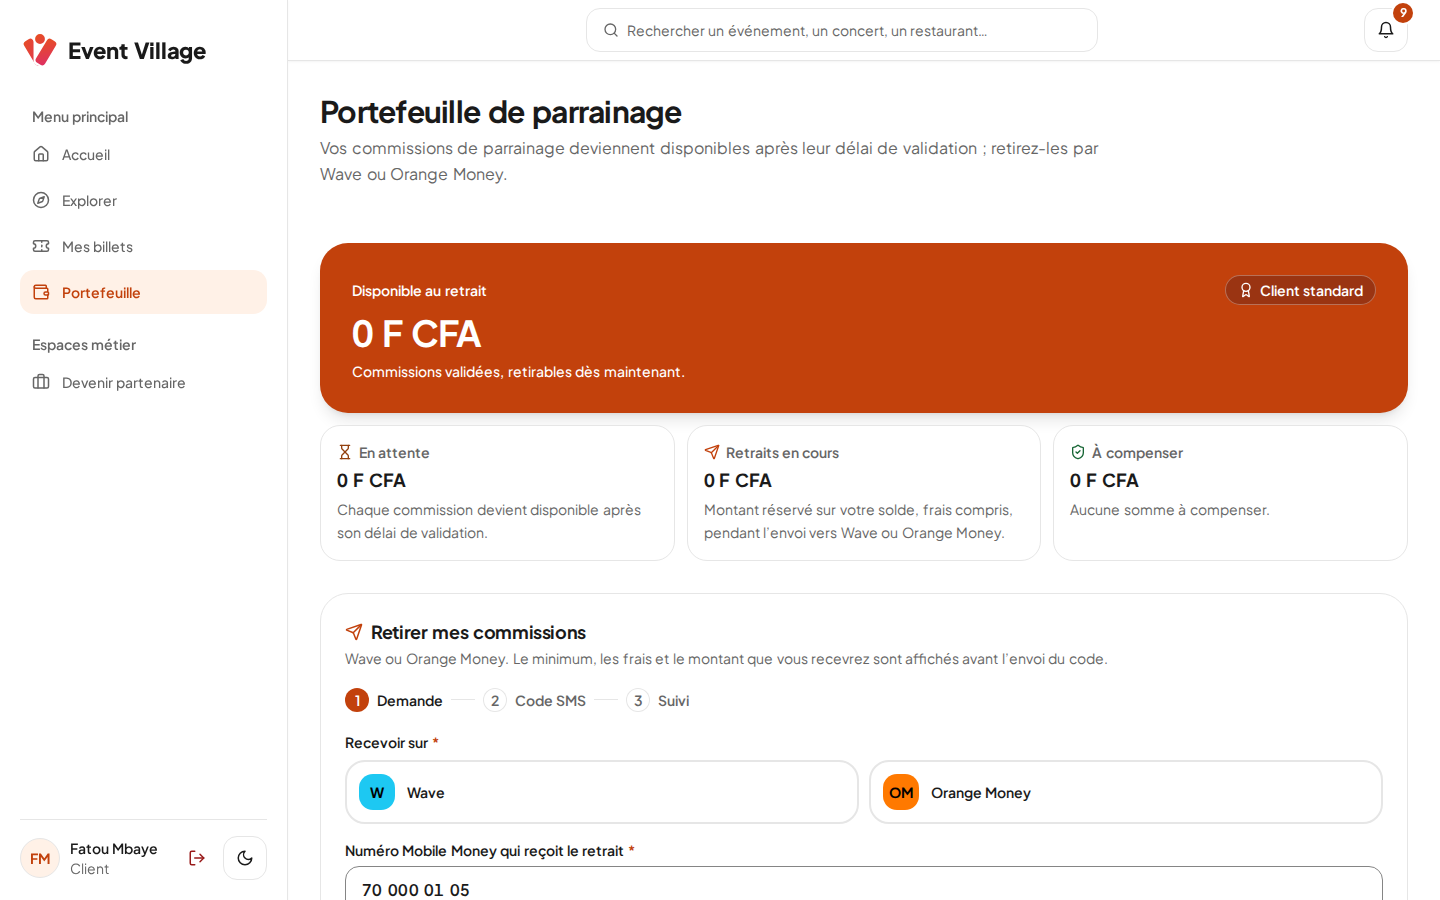 Event Village
Rechercher un événement, un concert, un restaurant...
9
Menu principal
Accueil
Explorer
Mes billets
Portefeuille
Espaces métier
Devenir partenaire
FM
Fatou Mbaye
Client
Portefeuille de parrainage
Vos commissions de parrainage deviennent disponibles après leur délai de validation ; retirez-les par
Wave ou Orange Money.
Disponible au retrait
Client standard
0 F CFA
Commissions validées, retirables dès maintenant.
En attente
0 F CFA
Chaque commission devient disponible après
son délai de validation.
Retraits en cours
0 F CFA
Montant réservé sur votre solde, frais compris,
pendant l'envoi vers Wave ou Orange Money.
À compenser
0 F CFA
Aucune somme à compenser.
Retirer mes commissions
Wave ou Orange Money. Le minimum, les frais et le montant que vous recevrez sont affichés avant l'envoi du code.
1 Demande 2 Code SMS 3 Suivi
Recevoir sur *
W Wave
OM Orange Money
Numéro Mobile Money qui reçoit le retrait *
70 000 01 05